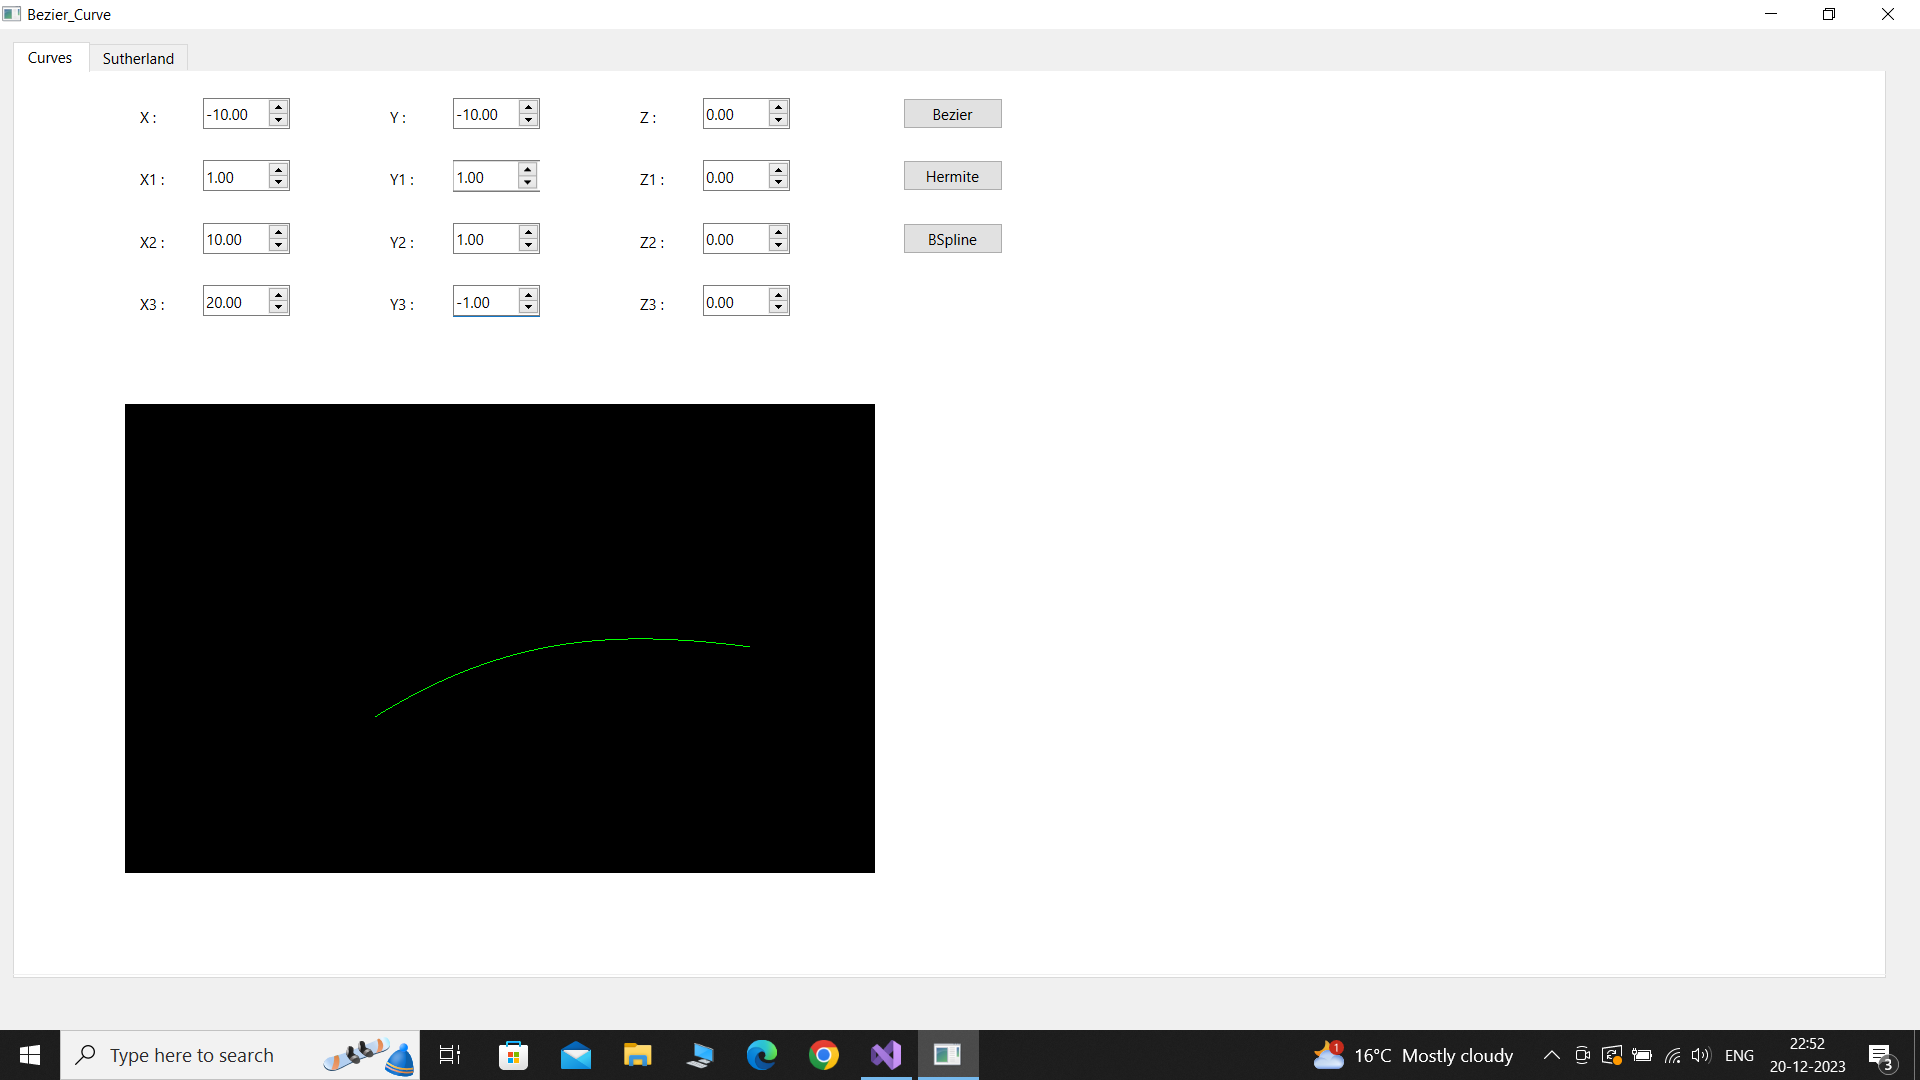 Bezier_Curve
Curves Sutherland
X : -10.00 Y : -10.00 Z : 0.00 Bezier
X1 : 1.00 Y1 : 1.00 Z1 : 0.00 Hermite
X2 : 10.00 Y2 : 1.00 Z2 : 0.00 BSpline
X3 : 20.00 Y3 : -1.00 Z3 : 0.00
Type here to search 1 16°C Mostly cloudy ENG 22:52
20-12-2023 3